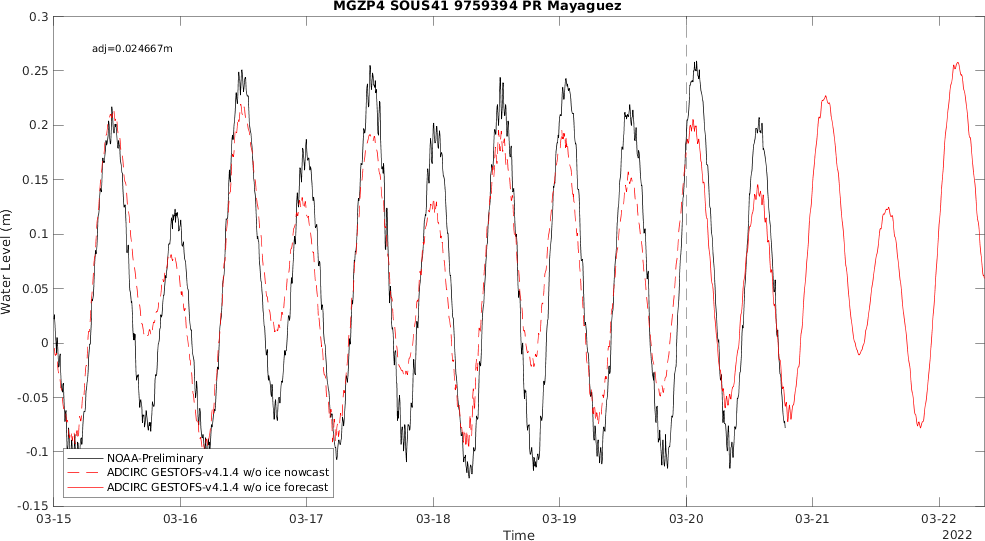 MGZP4 SOUS41 9759394 PR Mayaguez
adj=0.024667m
Water Level (m)
0.3
0.25
0.2
0.15
0.1
0.05
0
-0.05
-0.1
-0.15
NOAA-Preliminary
ADCIRC GESTOFS-v4.1.4 w/o ice nowcast
ADCIRC GESTOFS-v4.1.4 w/o ice forecast
03-15 03-16 03-17 03-18 03-19 03-20 03-21 03-22
2022
Time